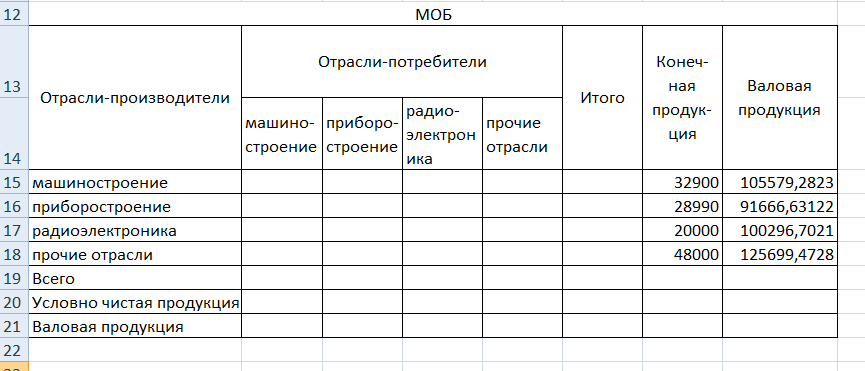 12 МОБ
Отрасли-потребители
13 Отрасли-производители Итого Конеч-
ная
продук-
ция Валовая
продукция
14 машино-
строение приборо-
строение радио-
электрон
ика прочие
отрасли
15 машиностроение 32900 105579,2823
16 приборостроение 28990 91666,63122
17 радиоэлектроника 20000 100296,7021
18 прочие отрасли 48000 125699,4728
19 Всего
20 Условно чистая продукция
21 Валовая продукция
22